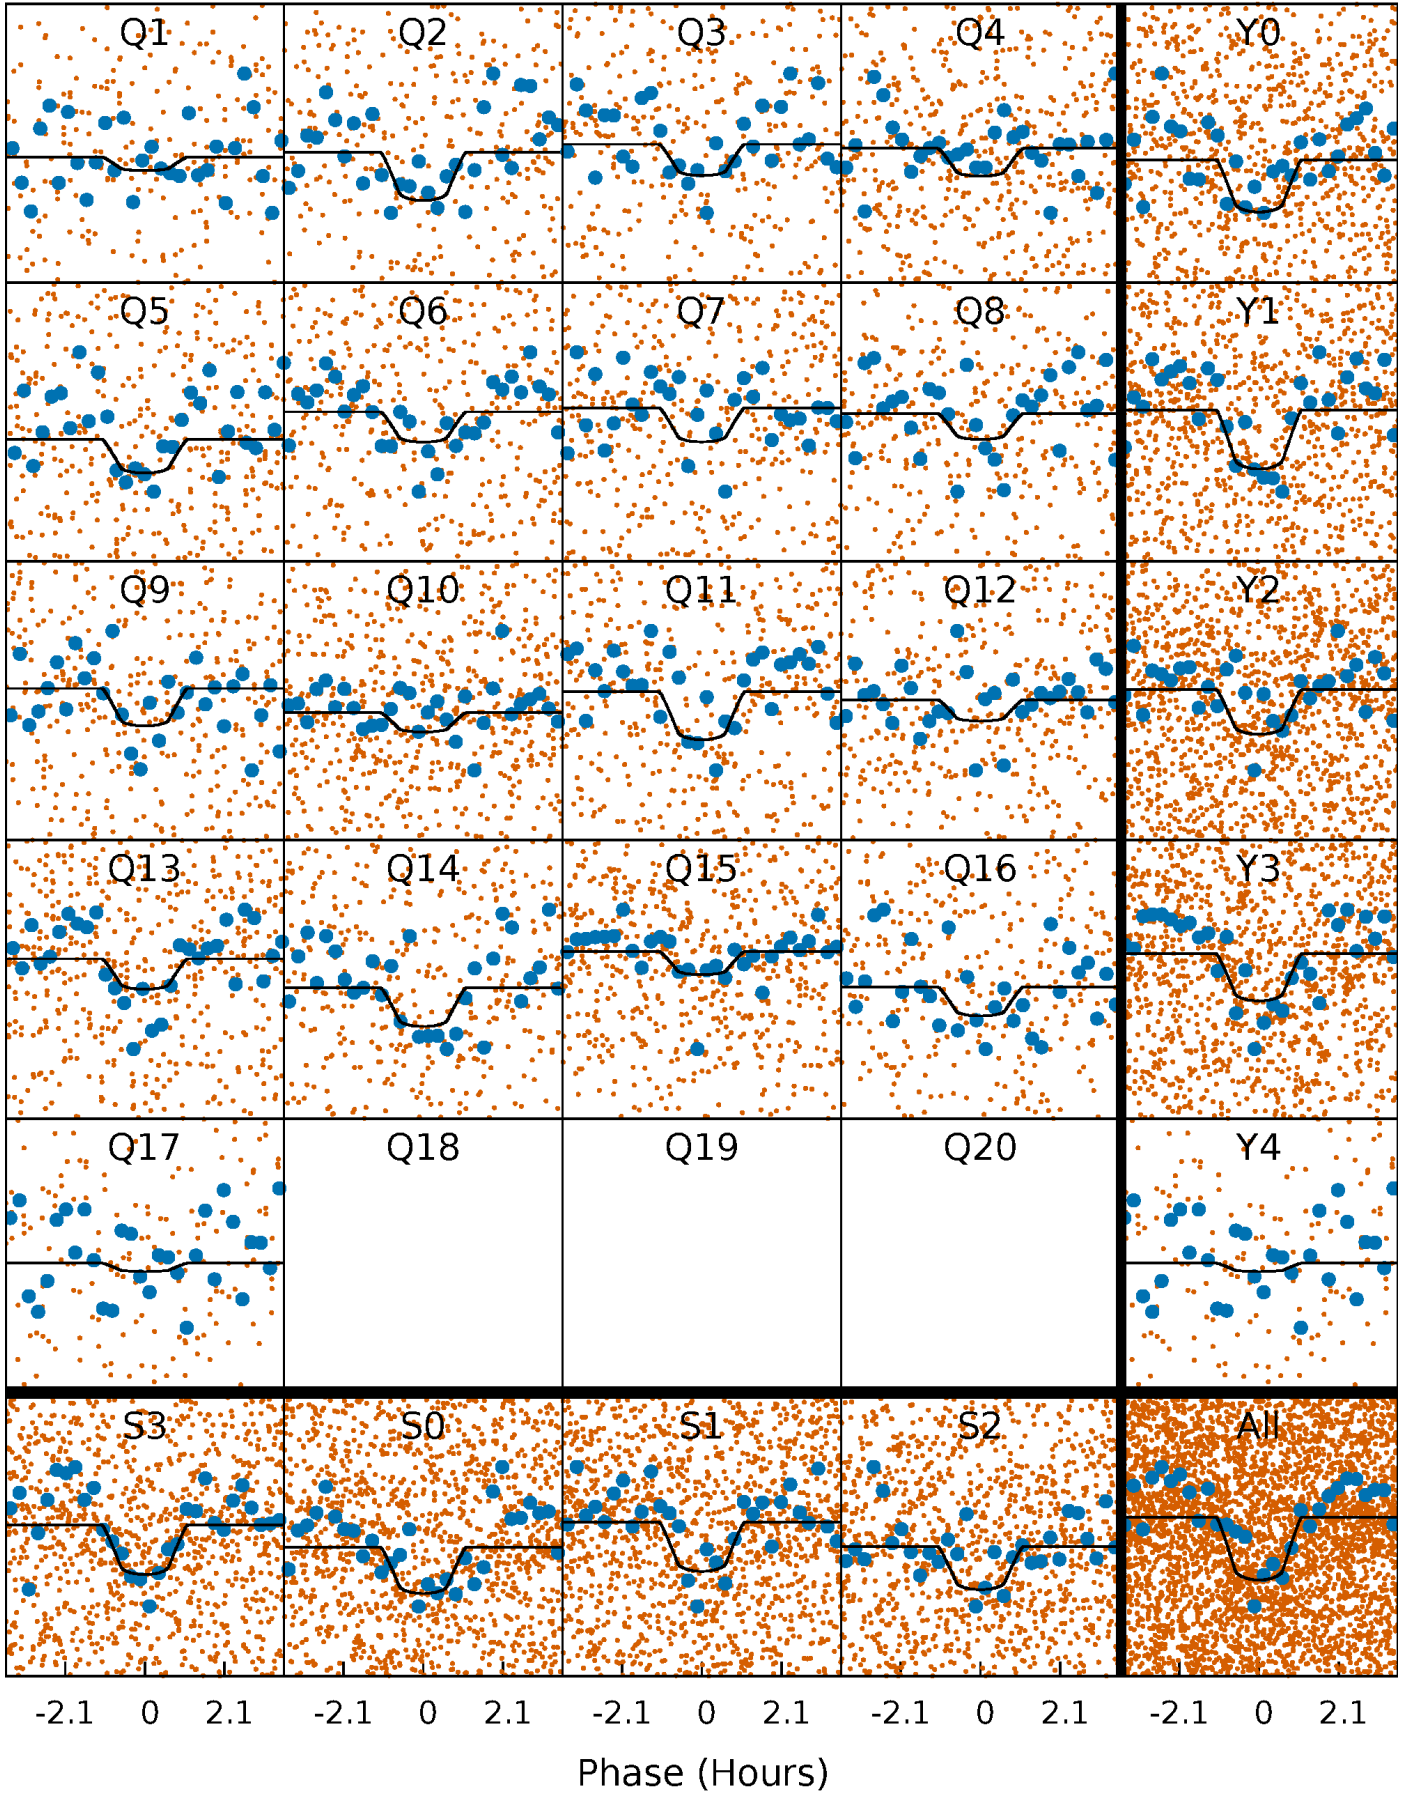 Q1 Q2 Q3 Q4 Y0
Q5 Q6 Q7 Q8 Y1
Q9 Q10 Q11 Q12 Y2
Q13 Q14 Q15 Q16 Y3
Q17 Q18 Q19 Q20 Y4
S3 S0 S1 S2 All
-2.1 0 2.1 -2.1 0 2.1 -2.1 0 2.1 -2.1 0 2.1 -2.1 0 2.1
Phase (Hours)